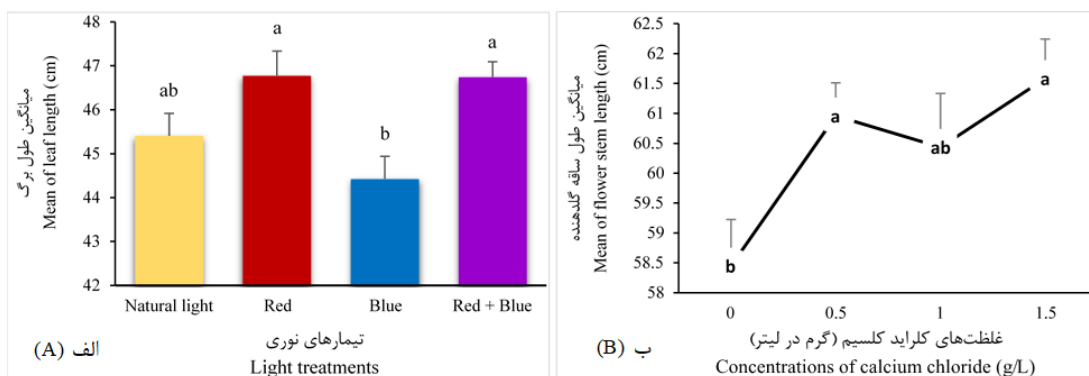 میانگین طول برگ
Mean of leaf length (cm)
48
47
46
45
44
43
42
ab
a
b
a
Natural light
Red
Blue
Red + Blue
تیمارهای نوری
Light treatments
الف (A)
میانگین طول ساقه گلدهنده
Mean of flower stem length (cm)
62.5
62
61.5
61
60.5
60
59.5
59
58.5
58
b
a
ab
a
0
0.5
1
1.5
غلظت‌های کلراید کلسیم (گرم در لیتر)
Concentrations of calcium chloride (g/L)
ب (B)